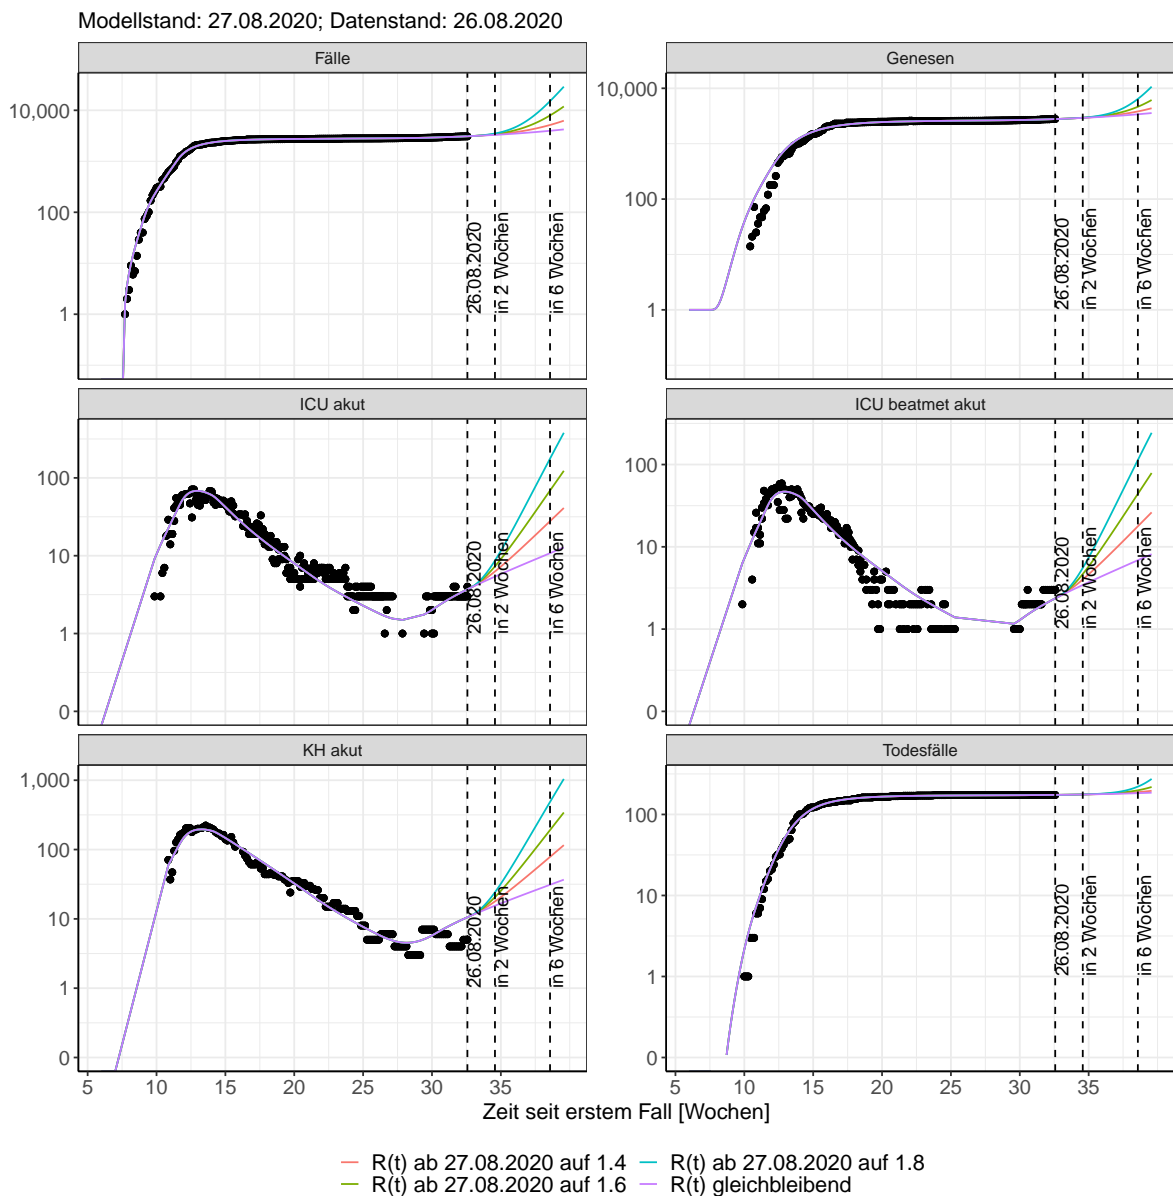 Modellstand: 27.08.2020; Datenstand: 26.08.2020
Fälle
Genesen
10,000
100
1
26.08.2020
in 2 Wochen
in 6 Wochen
10,000
100
1
26.08.2020
in 2 Wochen
in 6 Wochen
ICU akut
ICU beatmet akut
100
10
1
0
26.08.2020
in 2 Wochen
in 6 Wochen
100
10
1
0
26.08.2020
in 2 Wochen
in 6 Wochen
KH akut
Todesfälle
1,000
100
10
1
0
26.08.2020
in 2 Wochen
in 6 Wochen
100
10
1
0
26.08.2020
in 2 Wochen
in 6 Wochen
5 10 15 20 25 30 35
5 10 15 20 25 30 35
Zeit seit erstem Fall [Wochen]
R(t) ab 27.08.2020 auf 1.4
R(t) ab 27.08.2020 auf 1.8
R(t) ab 27.08.2020 auf 1.6
R(t) gleichbleibend